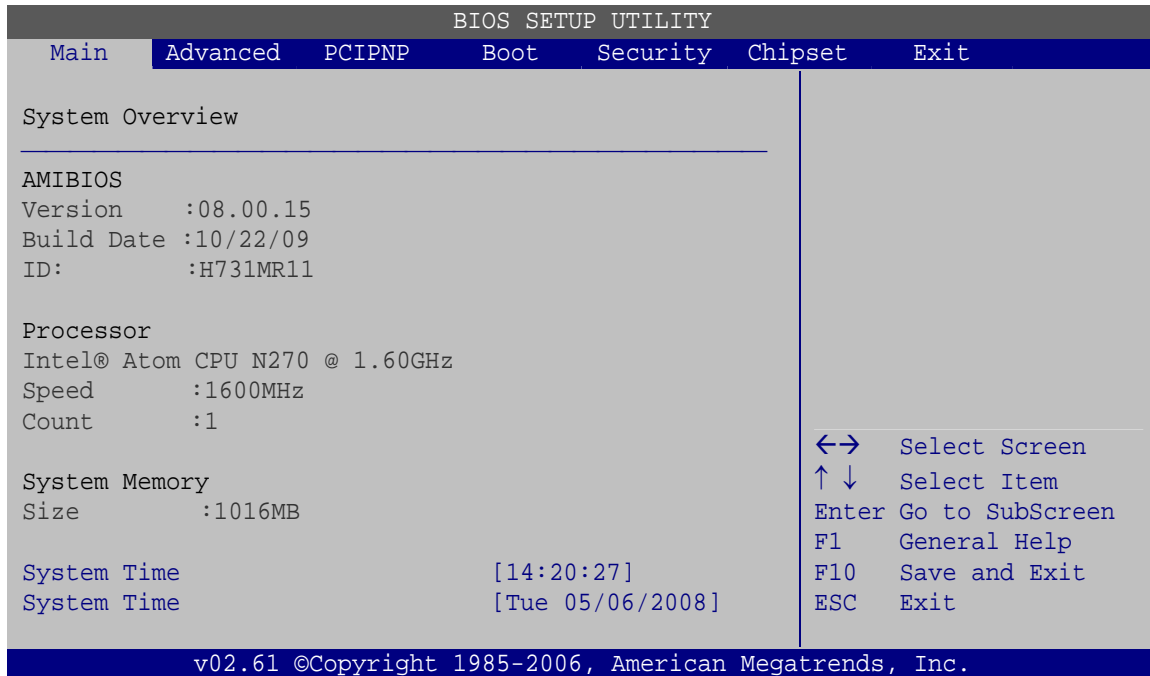 BIOS SETUP UTILITY
Main Advanced PCIPNP Boot Security Chipset Exit
System Overview
AMIBIOS
Version :08.00.15
Build Date :10/22/09
ID: :H731MR11
Processor
Intel® Atom CPU N270 @ 1.60GHz
Speed :1600MHz
Count :1
System Memory
Size :1016MB
System Time [14:20:27]
System Time [Tue 05/06/2008]
←→ Select Screen
↑ ↓ Select Item
Enter Go to SubScreen
F1 General Help
F10 Save and Exit
ESC Exit
v02.61 ©Copyright 1985-2006, American Megatrends, Inc.